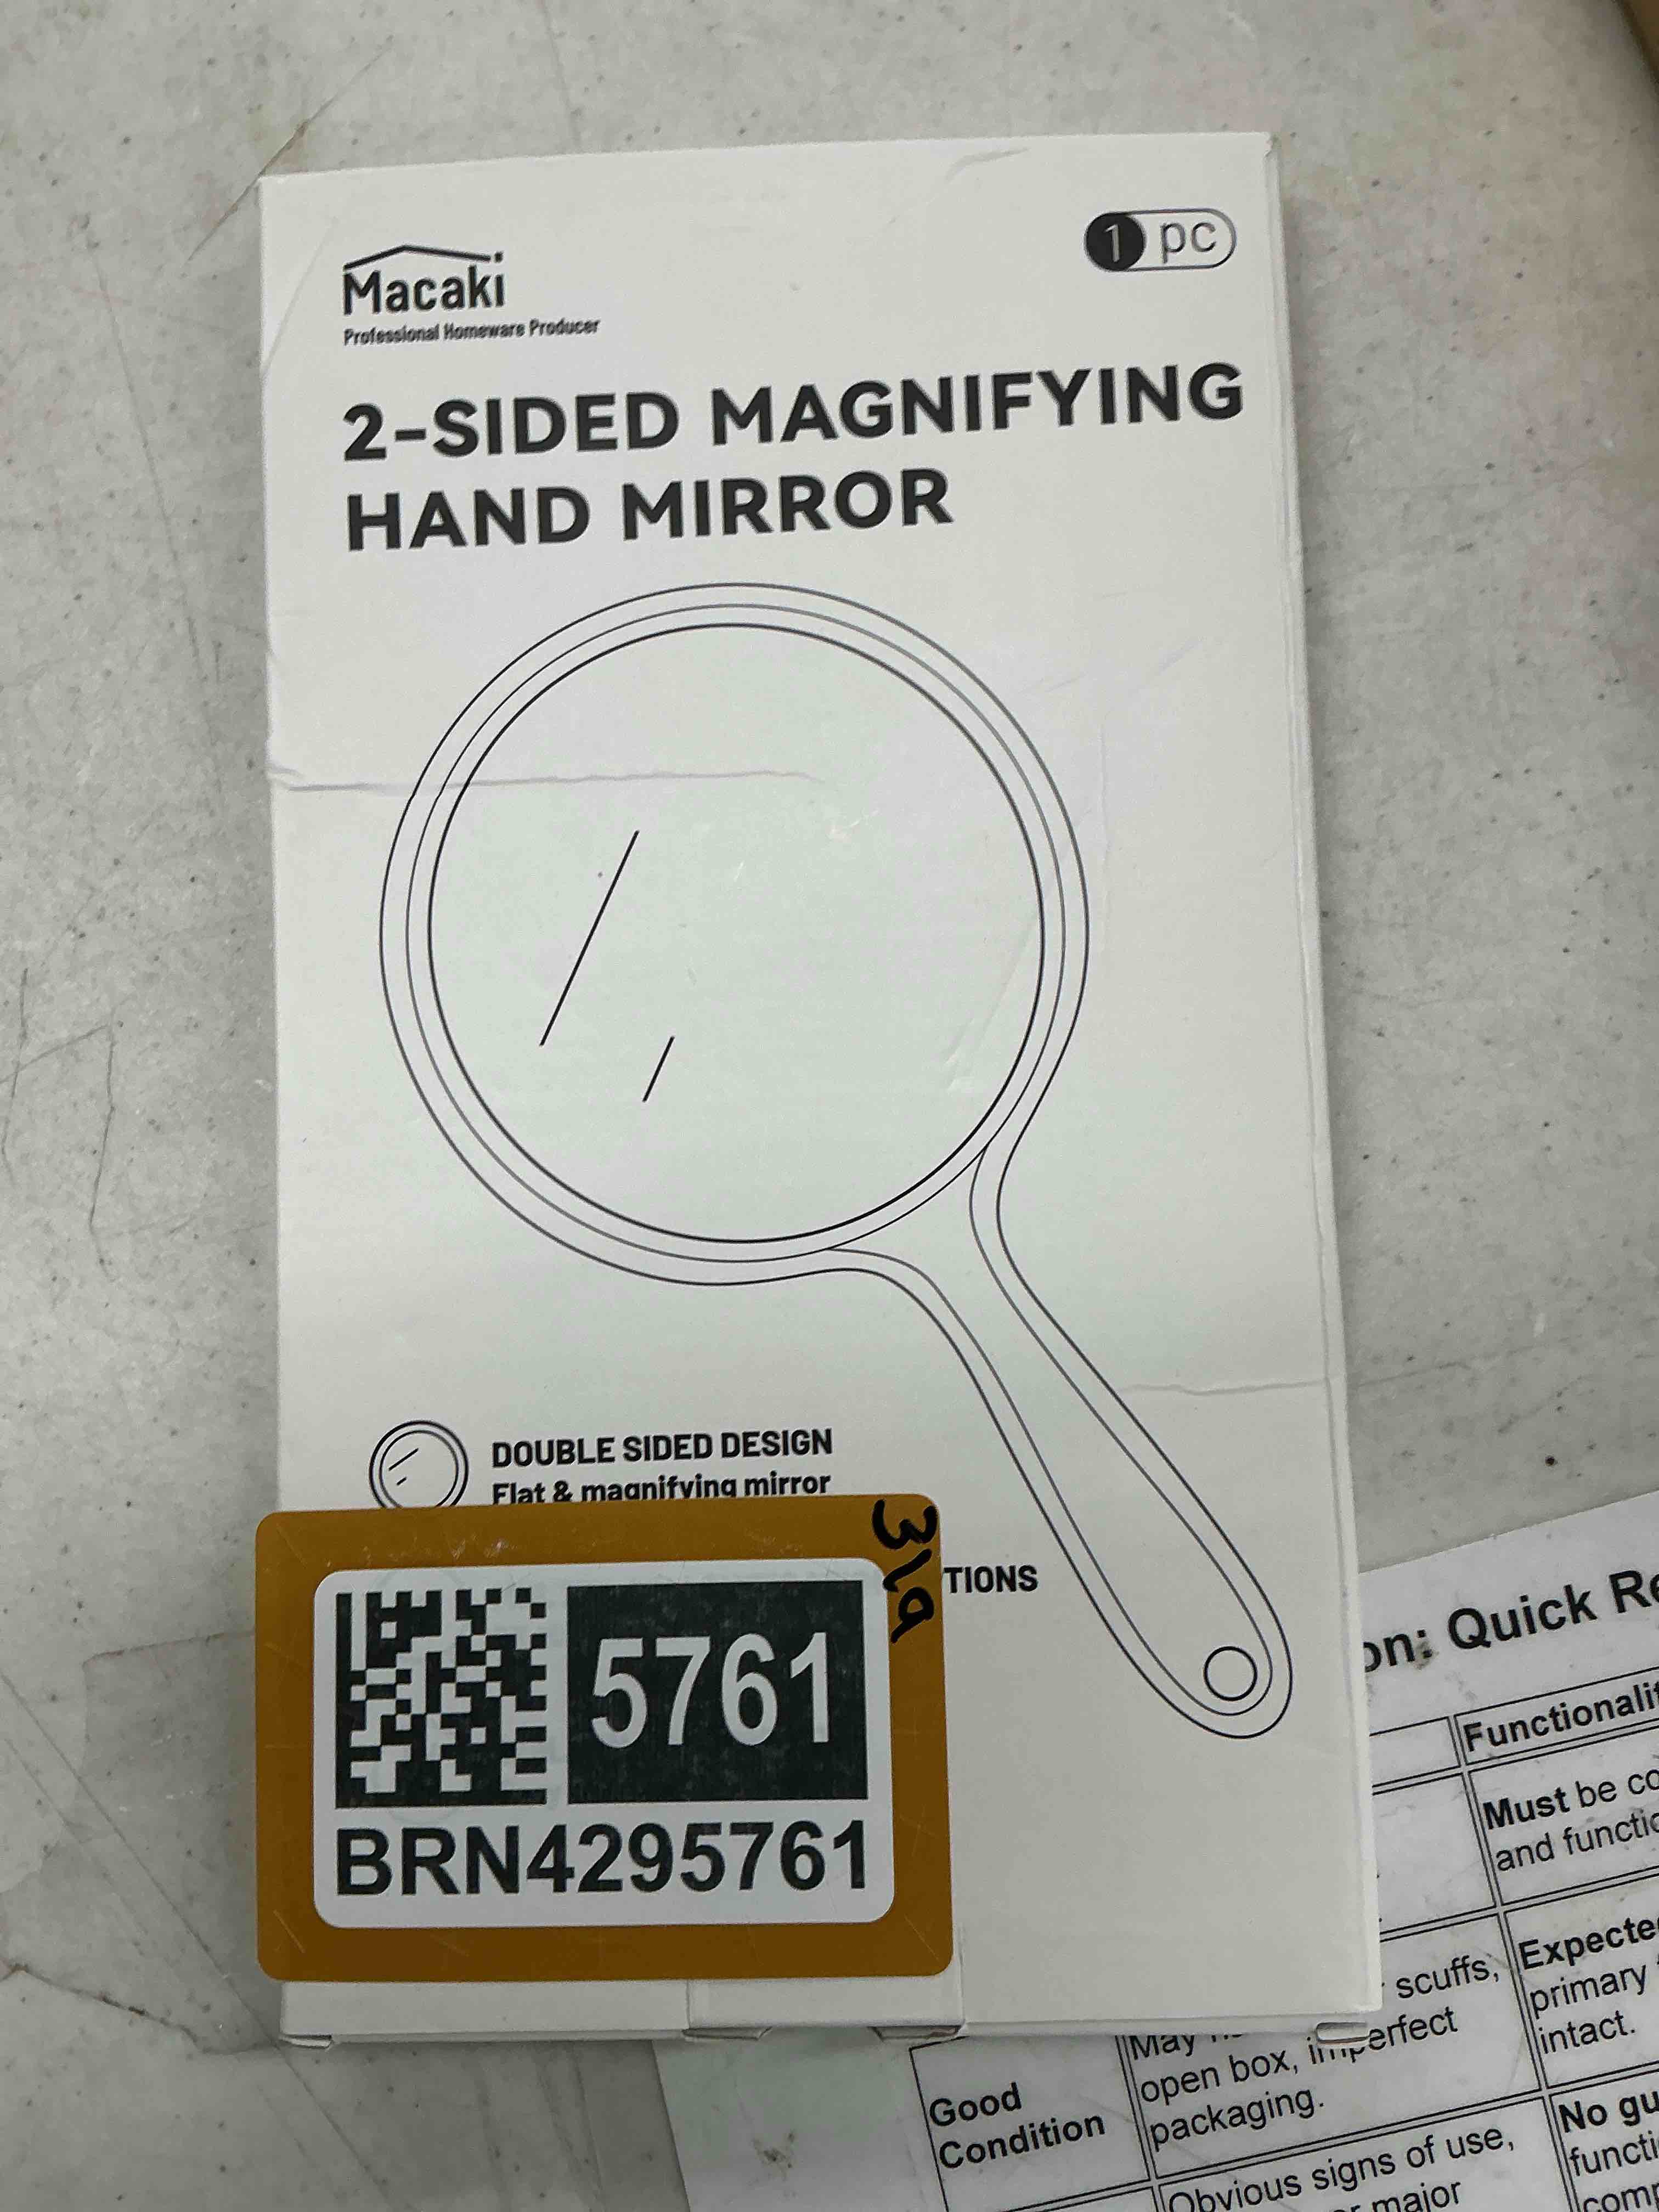 Macaki
Professional Homeware Producer
1 pc
2-SIDED MAGNIFYING
HAND MIRROR
DOUBLE SIDED DESIGN
Flat & magnifying mirror
TIONS
31a
5761
BRN4295761
on: Quick Re
Functionalit
Must be co
and functio
scuffs,
Expecte
primary
intact.
Good
Condition
May
open box, imperfect
packaging.
No gu
functi
com
Obvious signs of use,
major